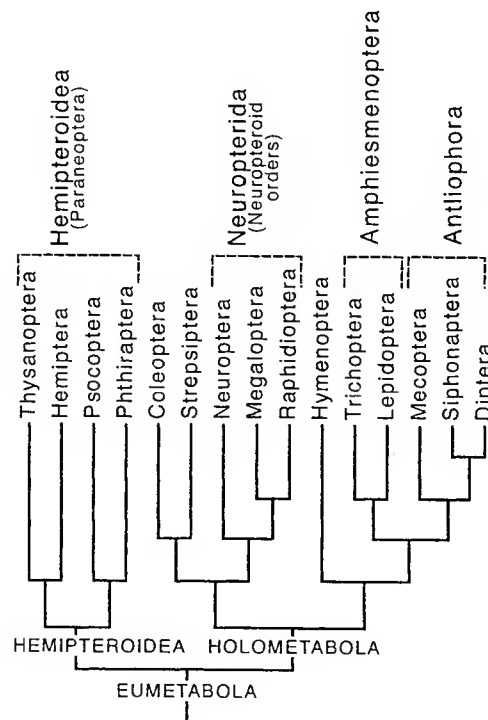 Hemipteroidea
(Paraneoptera)
Neuropterida
(Neuropteroid
orders)
Amphiesmenoptera
Antliophora
Thysanoptera
Hemiptera
Psocoptera
Phthiraptera
Coleoptera
Strepsiptera
Neuroptera
Megaloptera
Raphidioptera
Hymenoptera
Trichoptera
Lepidoptera
Mecoptera
Siphonaptera
Diptera
HEMIPTEROIDEA
HOLOMETABOLA
EUMETABOLA